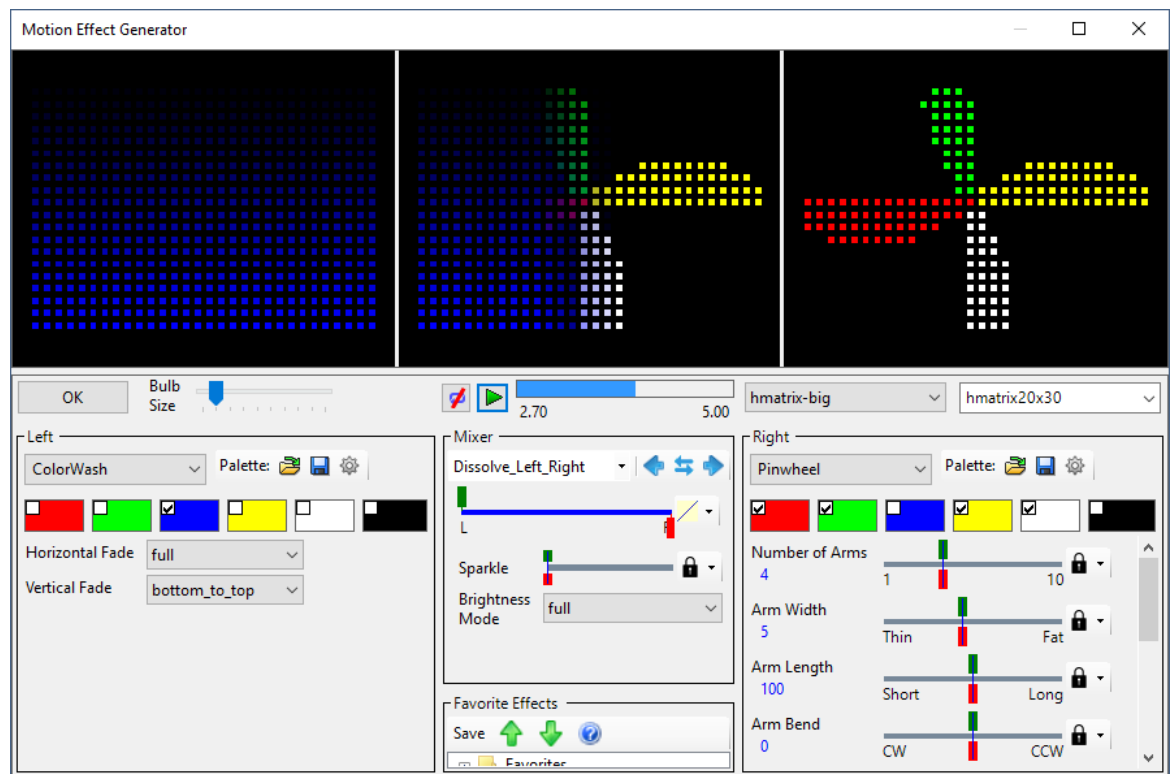 Motion Effect Generator
OK
Bulb
Size
2.70 5.00
hmatrix-big
hmatrix20x30
Left
ColorWash
Palette:
Horizontal Fade full
Vertical Fade bottom_to_top
Mixer
Dissolve_Left_Right
L
Sparkle
Brightness
Mode
full
Favorite Effects
Save
Favorites
Right
Pinwheel
Palette:
Number of Arms
4
1 10
Arm Width
5
Thin Fat
Arm Length
100
Short Long
Arm Bend
0
CW CCW